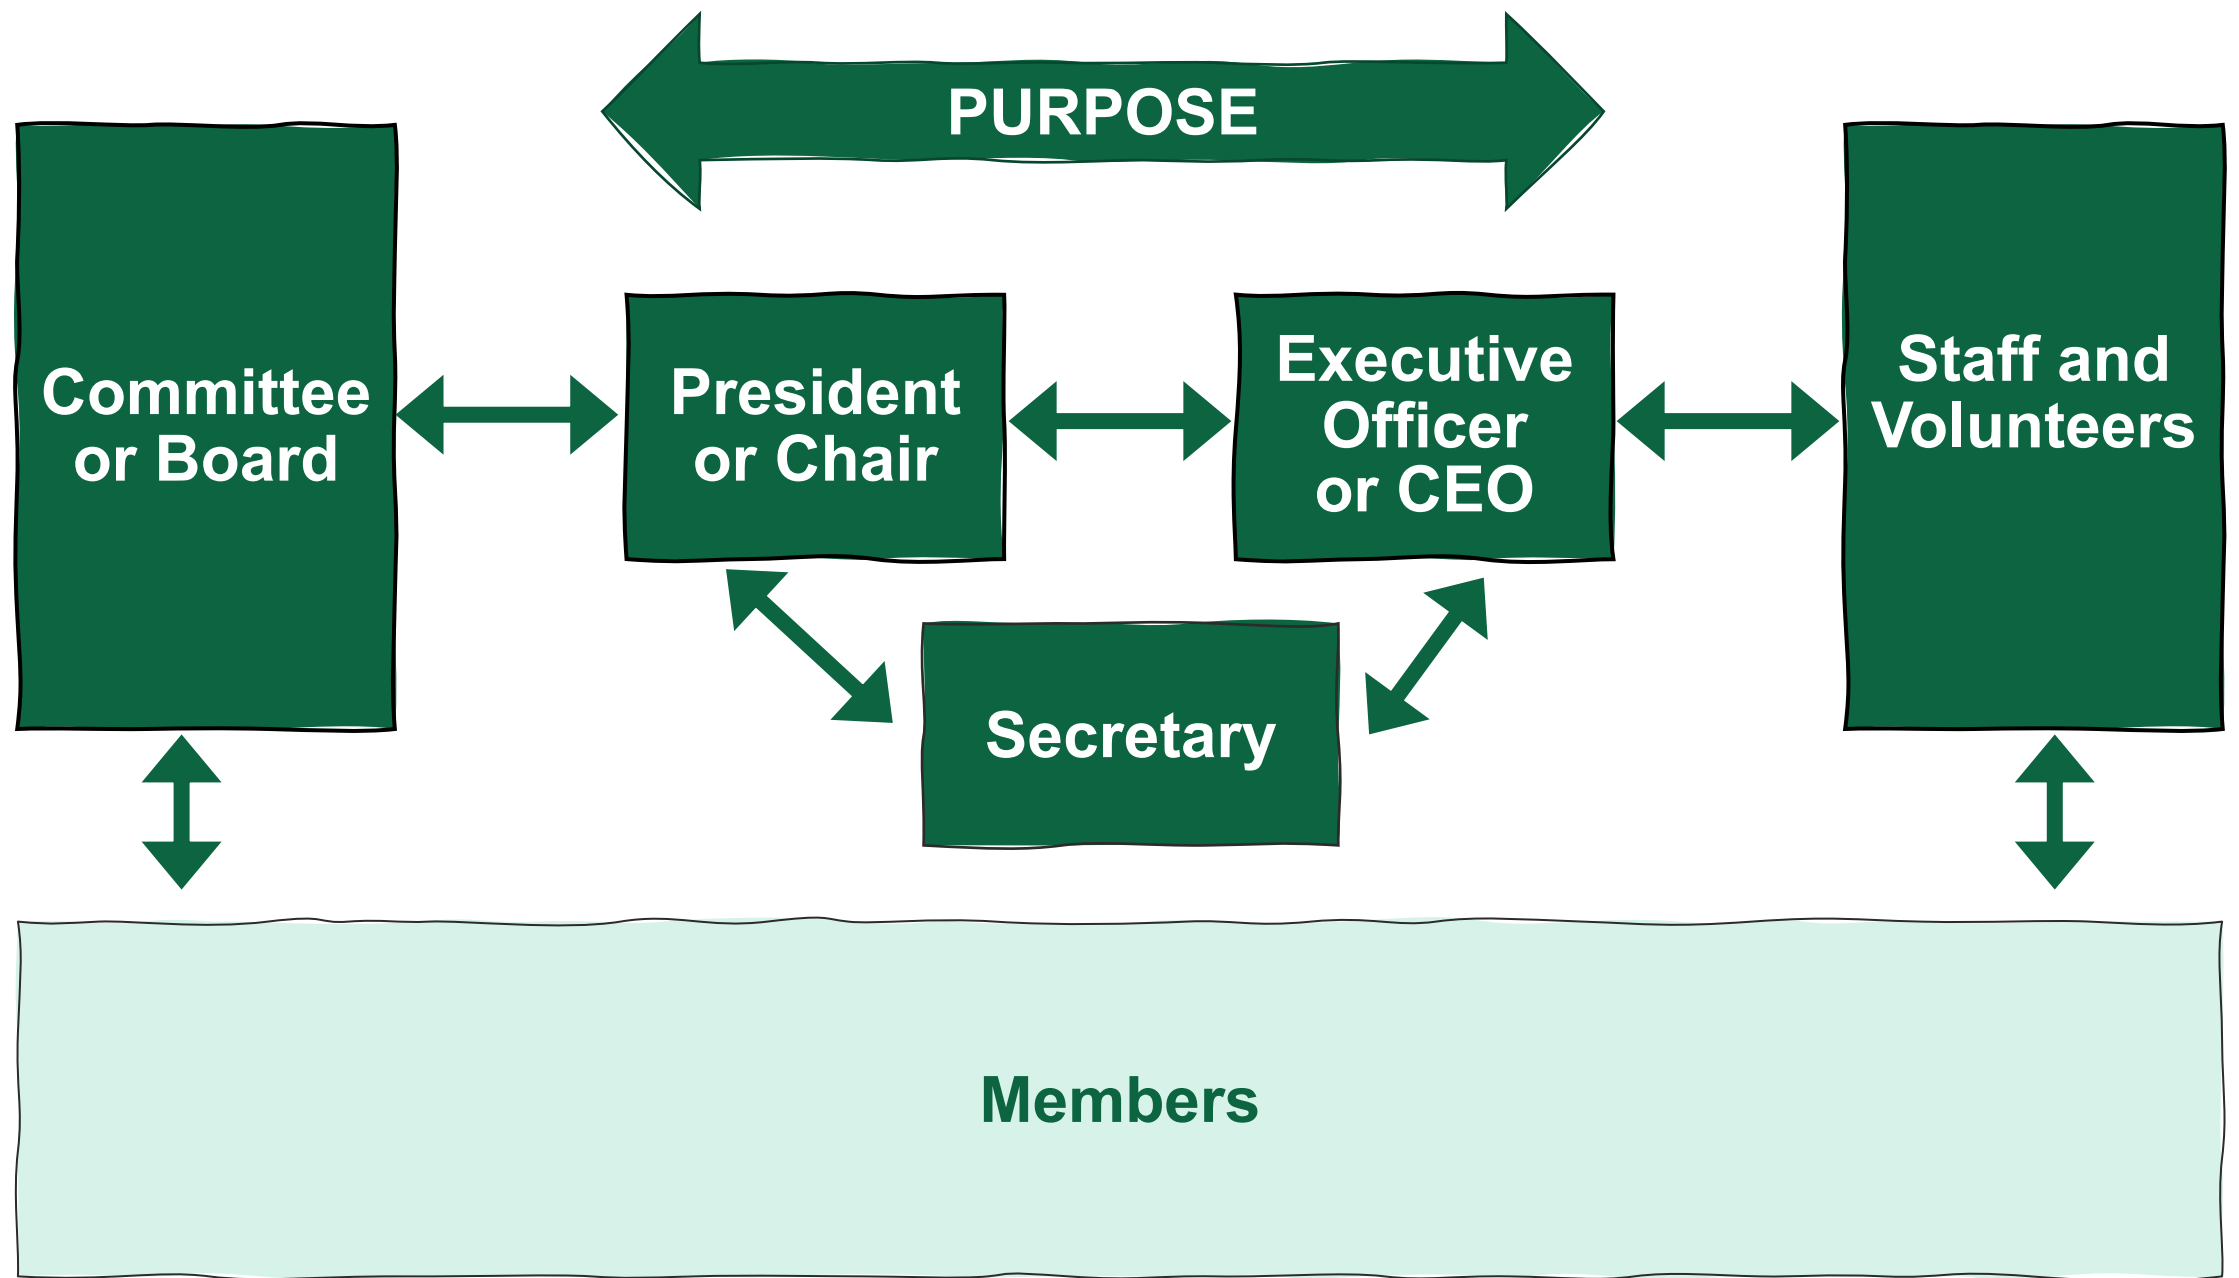 PURPOSE
Committee
or Board
President
or Chair
Executive
Officer
or CEO
Staff and
Volunteers
Secretary
Members